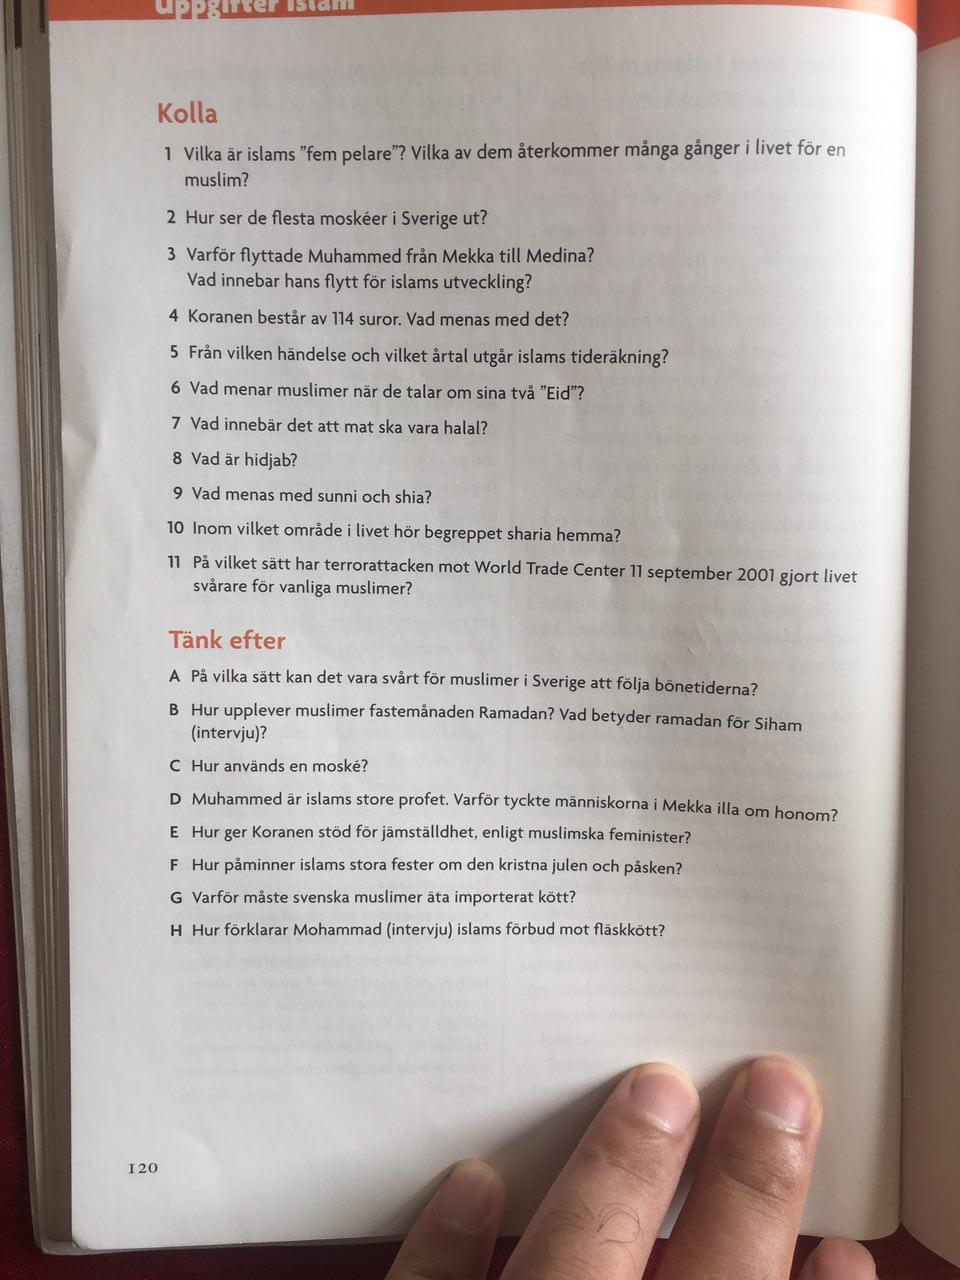 Uppgifter islam
Kolla
1 Vilka är islams ”fem pelare”? Vilka av dem återkommer många gånger i livet för en
muslim?
2 Hur ser de flesta moskéer i Sverige ut?
3 Varför flyttade Muhammed från Mekka till Medina?
Vad innebar hans flytt för islams utveckling?
4 Koranen består av 114 suror. Vad menas med det?
5 Från vilken händelse och vilket årtal utgår islams tideräkning?
6 Vad menar muslimer när de talar om sina två ”Eid”?
7 Vad innebär det att mat ska vara halal?
8 Vad är hidjab?
9 Vad menas med sunni och shia?
10 Inom vilket område i livet hör begreppet sharia hemma?
11 På vilket sätt har terrorattacken mot World Trade Center 11 september 2001 gjort livet
svårare för vanliga muslimer?
Tänk efter
A På vilka sätt kan det vara svårt för muslimer i Sverige att följa bönetiderna?
B Hur upplever muslimer fastemånaden Ramadan? Vad betyder ramadan för Siham
(intervju)?
C Hur används en moské?
D Muhammed är islams store profet. Varför tyckte människorna i Mekka illa om honom?
E Hur ger Koranen stöd för jämställdhet, enligt muslimska feminister?
F Hur påminner islams stora fester om den kristna julen och påsken?
G Varför måste svenska muslimer äta importerat kött?
H Hur förklarar Mohammad (intervju) islams förbud mot fläskkött?
120